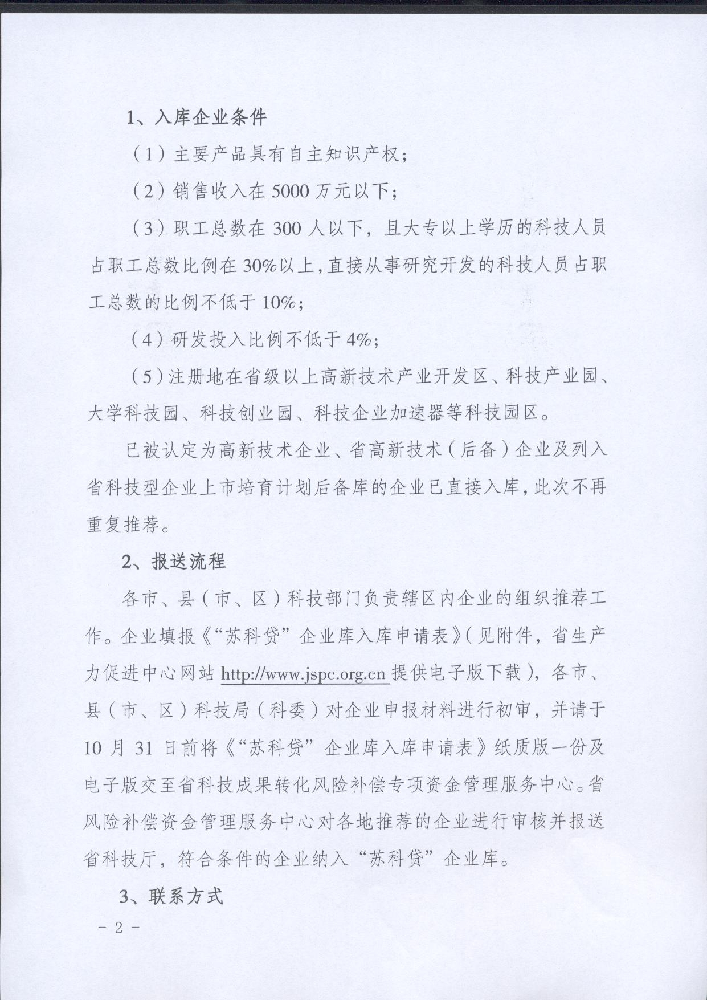 1、入库企业条件
（1）主要产品具有自主知识产权；
（2）销售收入在 5000 万元以下；
（3）职工总数在 300 人以下，且大专以上学历的科技人员
占职工总数比例在 30%以上，直接从事研究开发的科技人员占职
工总数的比例不低于 10%；
（4）研发投入比例不低于 4%；
（5）注册地在省级以上高新技术产业开发区、科技产业园、
大学科技园、科技创业园、科技企业加速器等科技园区。
已被认定为高新技术企业、省高新技术（后备）企业及列入
省科技型企业上市培育计划后备库的企业已直接入库，此次不再
重复推荐。
2、报送流程
各市、县（市、区）科技部门负责辖区内企业的组织推荐工
作。企业填报《“苏科贷”企业库入库申请表》（见附件，省生产
力促进中心网站 http://www.jspc.org.cn 提供电子版下载），各市、
县（市、区）科技局（科委）对企业申报材料进行初审，并请于
10 月 31 日前将《“苏科贷”企业库入库申请表》纸质版一份及
电子版交至省科技成果转化风险补偿专项资金管理服务中心。省
风险补偿资金管理服务中心对各地推荐的企业进行审核并报送
省科技厅，符合条件的企业纳入“苏科贷”企业库。
3、联系方式
- 2 -